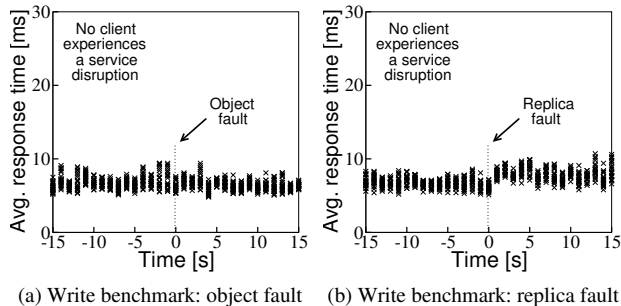 Avg. response time [ms]
30
20
10
0
No client
experiences
a service
disruption
Object
fault
-15 -10 -5 0 5 10 15
Time [s]
(a) Write benchmark: object fault
Avg. response time [ms]
30
20
10
0
No client
experiences
a service
disruption
Replica
fault
-15 -10 -5 0 5 10 15
Time [s]
(b) Write benchmark: replica fault